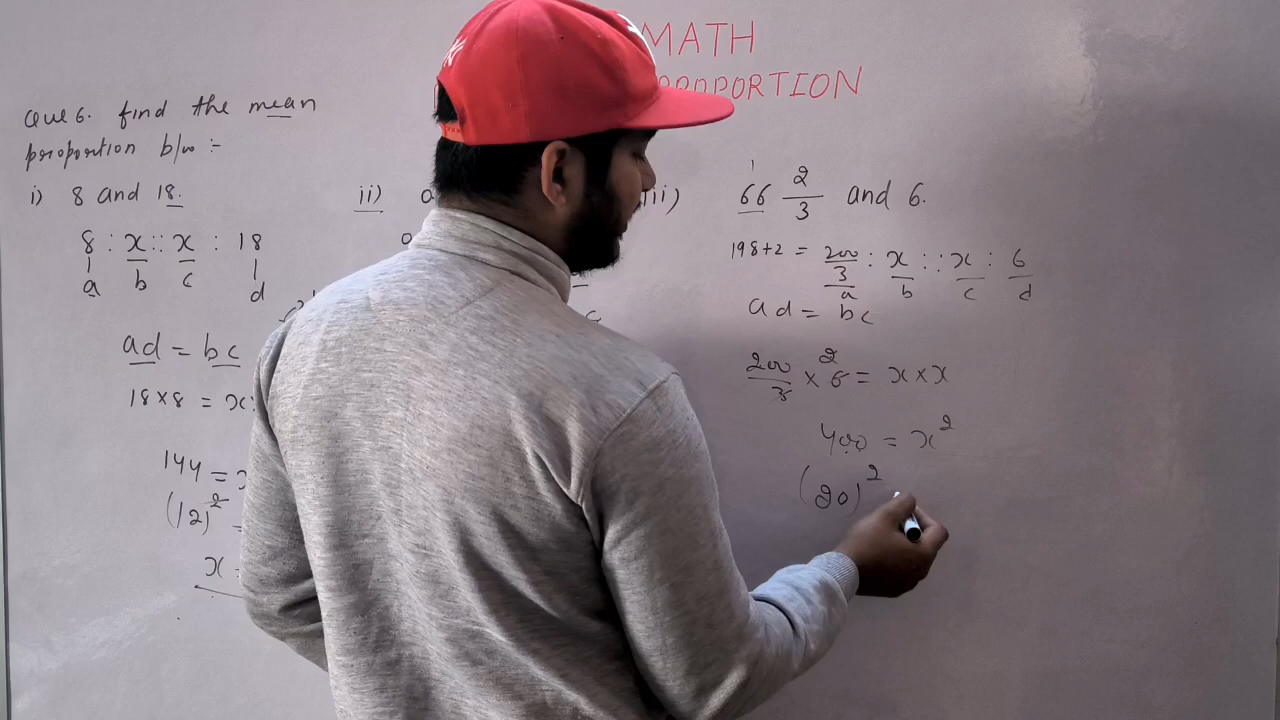 MATH
PROPORTION
Que 6. find the mean
proportion b/w :-
i) 8 and 18.
8 : x :: x : 18
a b c d
ad = bc
18 × 8 = x
144 =
(12)² =
x =
ii)
iii) 66 2/3 and 6.
198+2 = 200/3 : x :: x : 6
a b c d
ad = bc
200/3 × 6 2 = x × x
400 = x²
(20)²